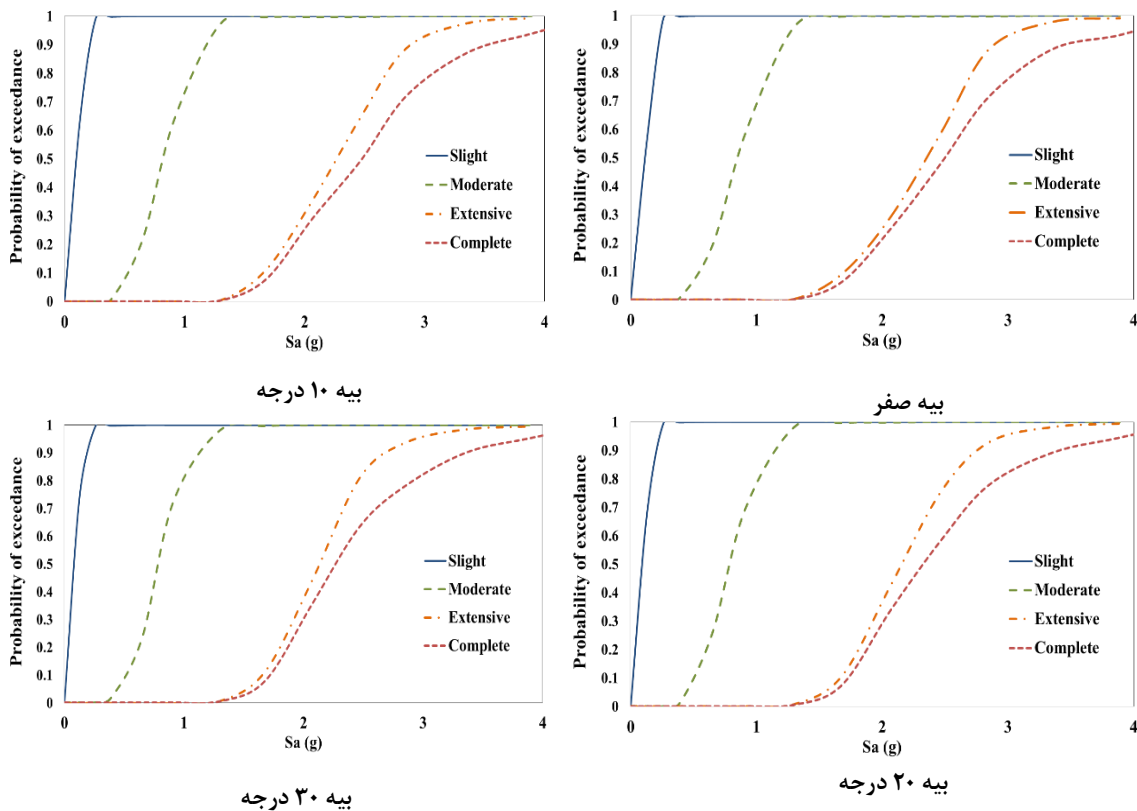 Probability of exceedance
1
0.9
0.8
0.7
0.6
0.5
0.4
0.3
0.2
0.1
0
0 1 2 3 4
Sa (g)
Slight
Moderate
Extensive
Complete
بیه ۱۰ درجه
Probability of exceedance
1
0.9
0.8
0.7
0.6
0.5
0.4
0.3
0.2
0.1
0
0 1 2 3 4
Sa (g)
Slight
Moderate
Extensive
Complete
بیه صفر
Probability of exceedance
1
0.9
0.8
0.7
0.6
0.5
0.4
0.3
0.2
0.1
0
0 1 2 3 4
Sa (g)
Slight
Moderate
Extensive
Complete
بیه ۳۰ درجه
Probability of exceedance
1
0.9
0.8
0.7
0.6
0.5
0.4
0.3
0.2
0.1
0
0 1 2 3 4
Sa (g)
Slight
Moderate
Extensive
Complete
بیه ۲۰ درجه